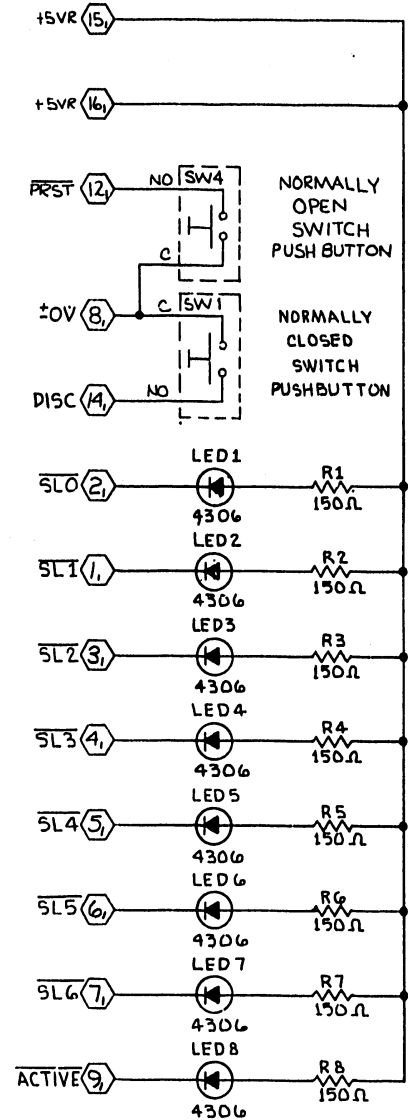 +5VR 15,
+5VR 16,
PRST 12, NO SW4
NORMALLY
OPEN
SWITCH
PUSH BUTTON
C
±0V 8, C SW1
NORMALLY
CLOSED
SWITCH
PUSHBUTTON
DISC 14, NO
LED1
R1
SL0 2,
4306
150Ω
LED2
R2
SL1 1,
4306
150Ω
LED3
R3
SL2 3,
4306
150Ω
LED4
R4
SL3 4,
4306
150Ω
LED5
R5
SL4 5,
4306
150Ω
LED6
R6
SL5 6,
4306
150Ω
LED7
R7
SL6 7,
4306
150Ω
LED8
R8
ACTIVE 9,
4306
150Ω